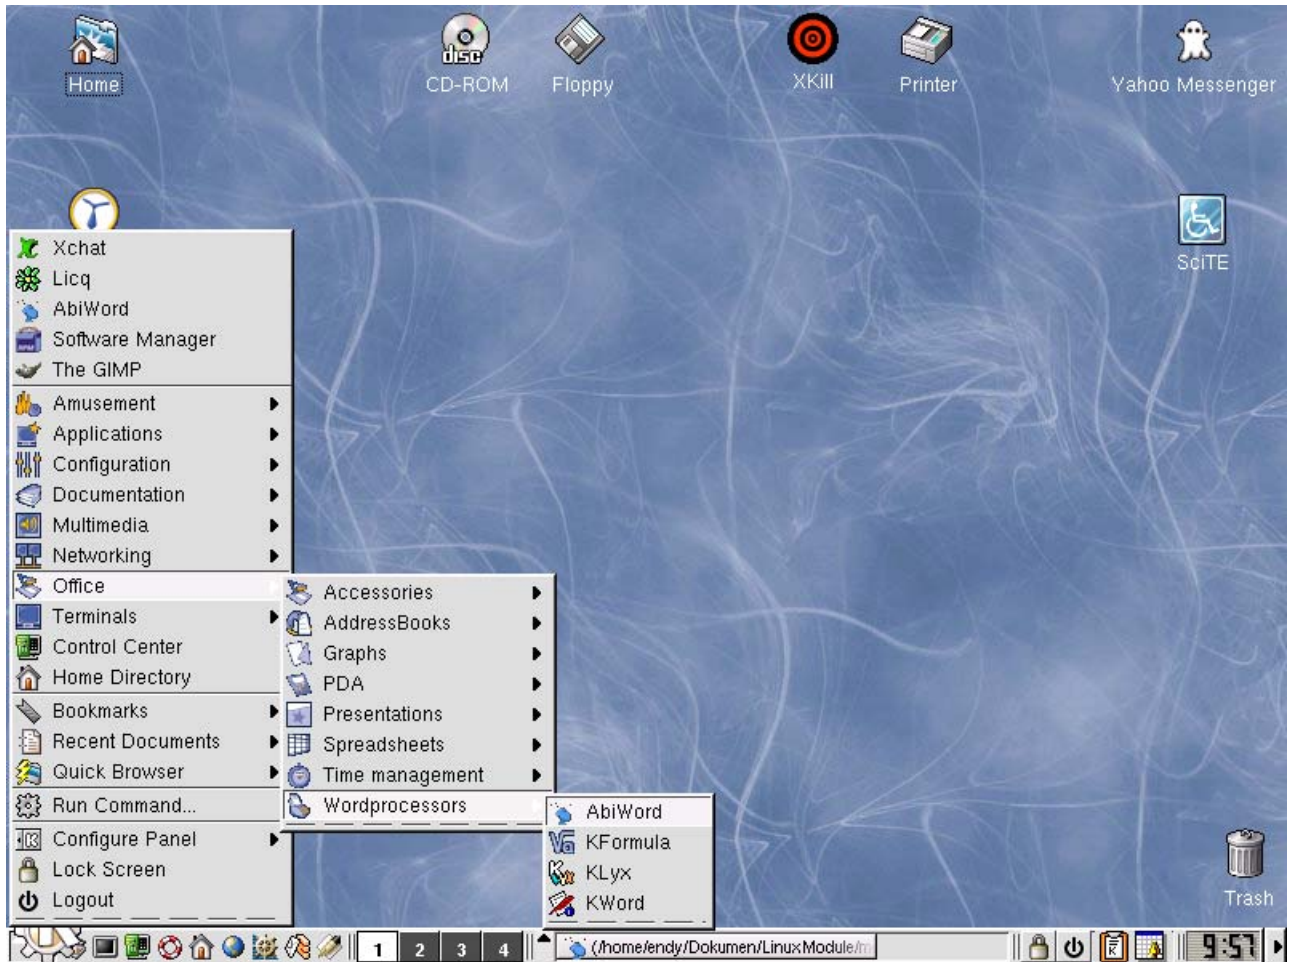 Home
disc
CD-ROM
Floppy
XKill
Printer
Yahoo Messenger
SciTE
Xchat
Licq
AbiWord
Software Manager
The GIMP
Amusement
Applications
Configuration
Documentation
Multimedia
Networking
Office
Terminals
Control Center
Home Directory
Bookmarks
Recent Documents
Quick Browser
Run Command...
Configure Panel
Lock Screen
Logout
Accessories
AddressBooks
Graphs
PDA
Presentations
Spreadsheets
Time management
Wordprocessors
AbiWord
KFormula
KLyx
KWord
Trash
1 2 3 4
(/home/endy/Dokumen/LinuxModule/m
9:57